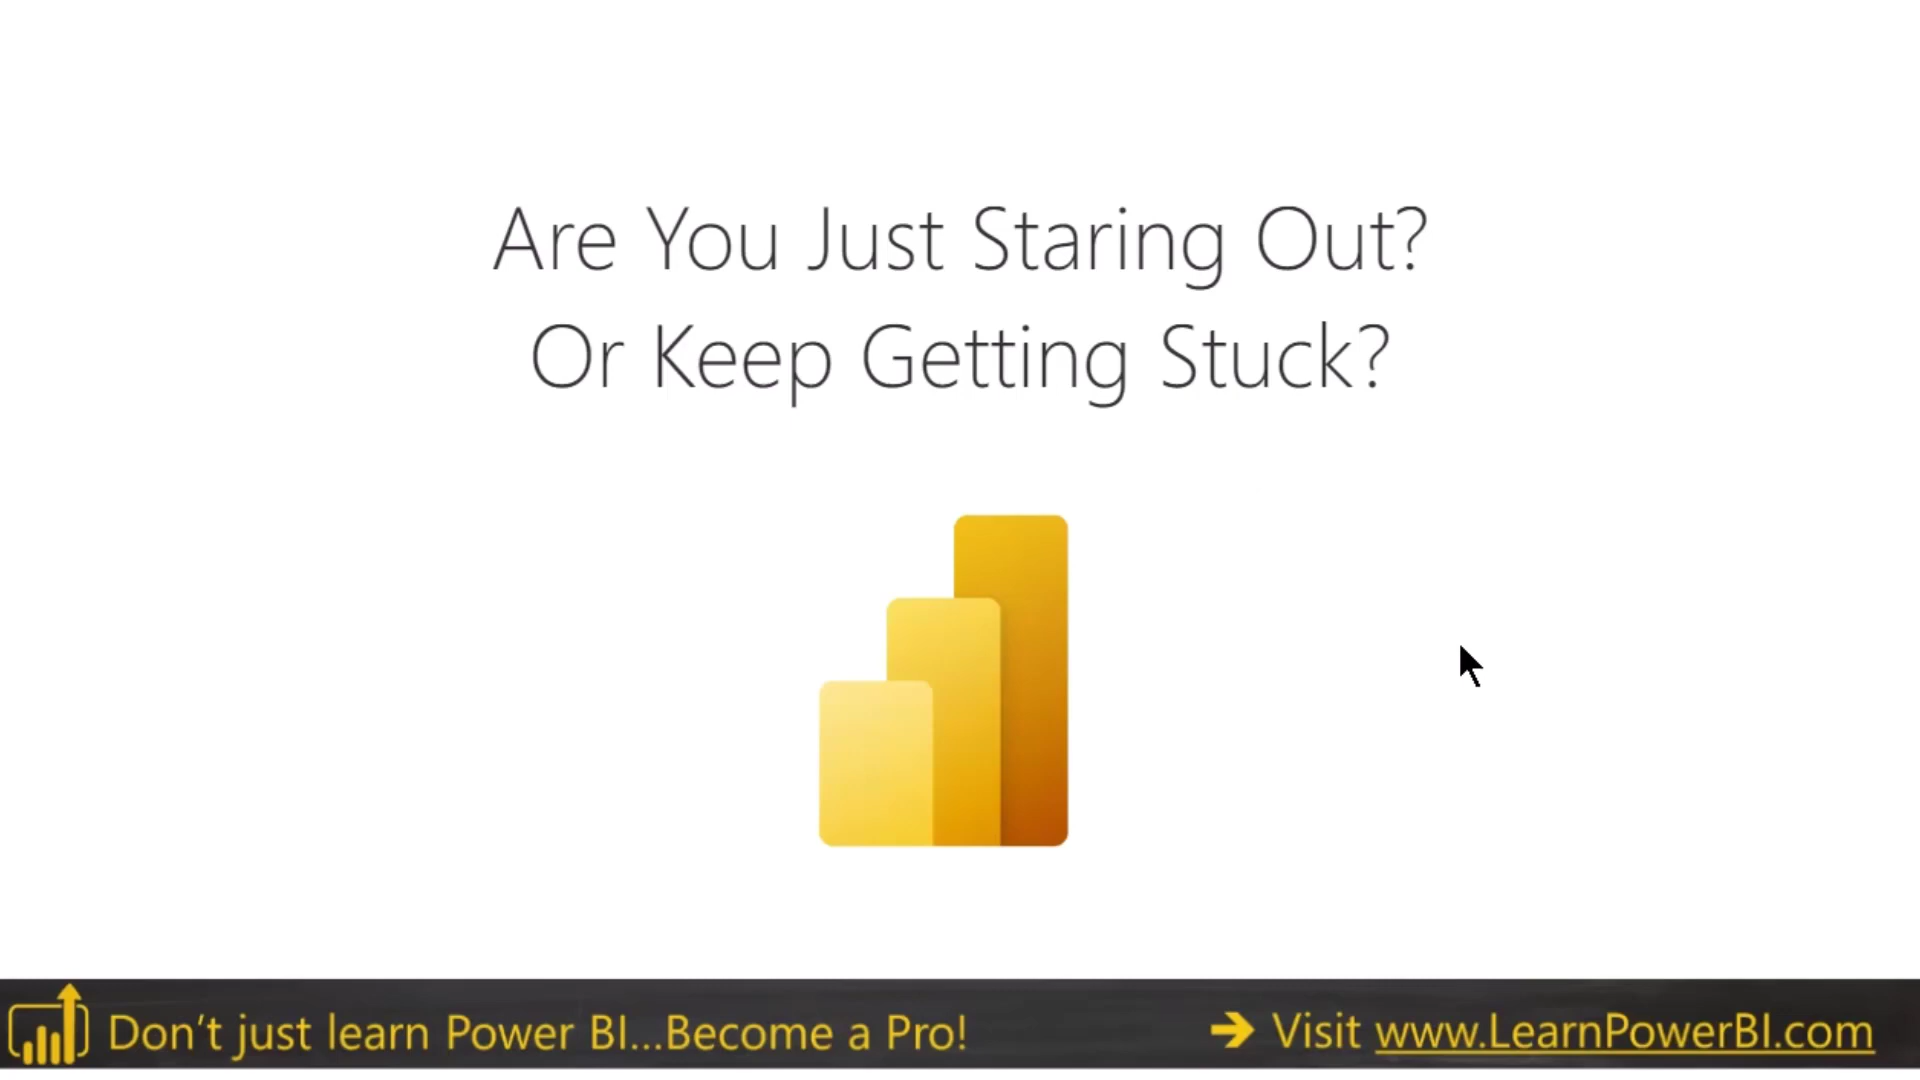 Are You Just Staring Out?
Or Keep Getting Stuck?
Don't just learn Power BI...Become a Pro!
Visit www.LearnPowerBI.com